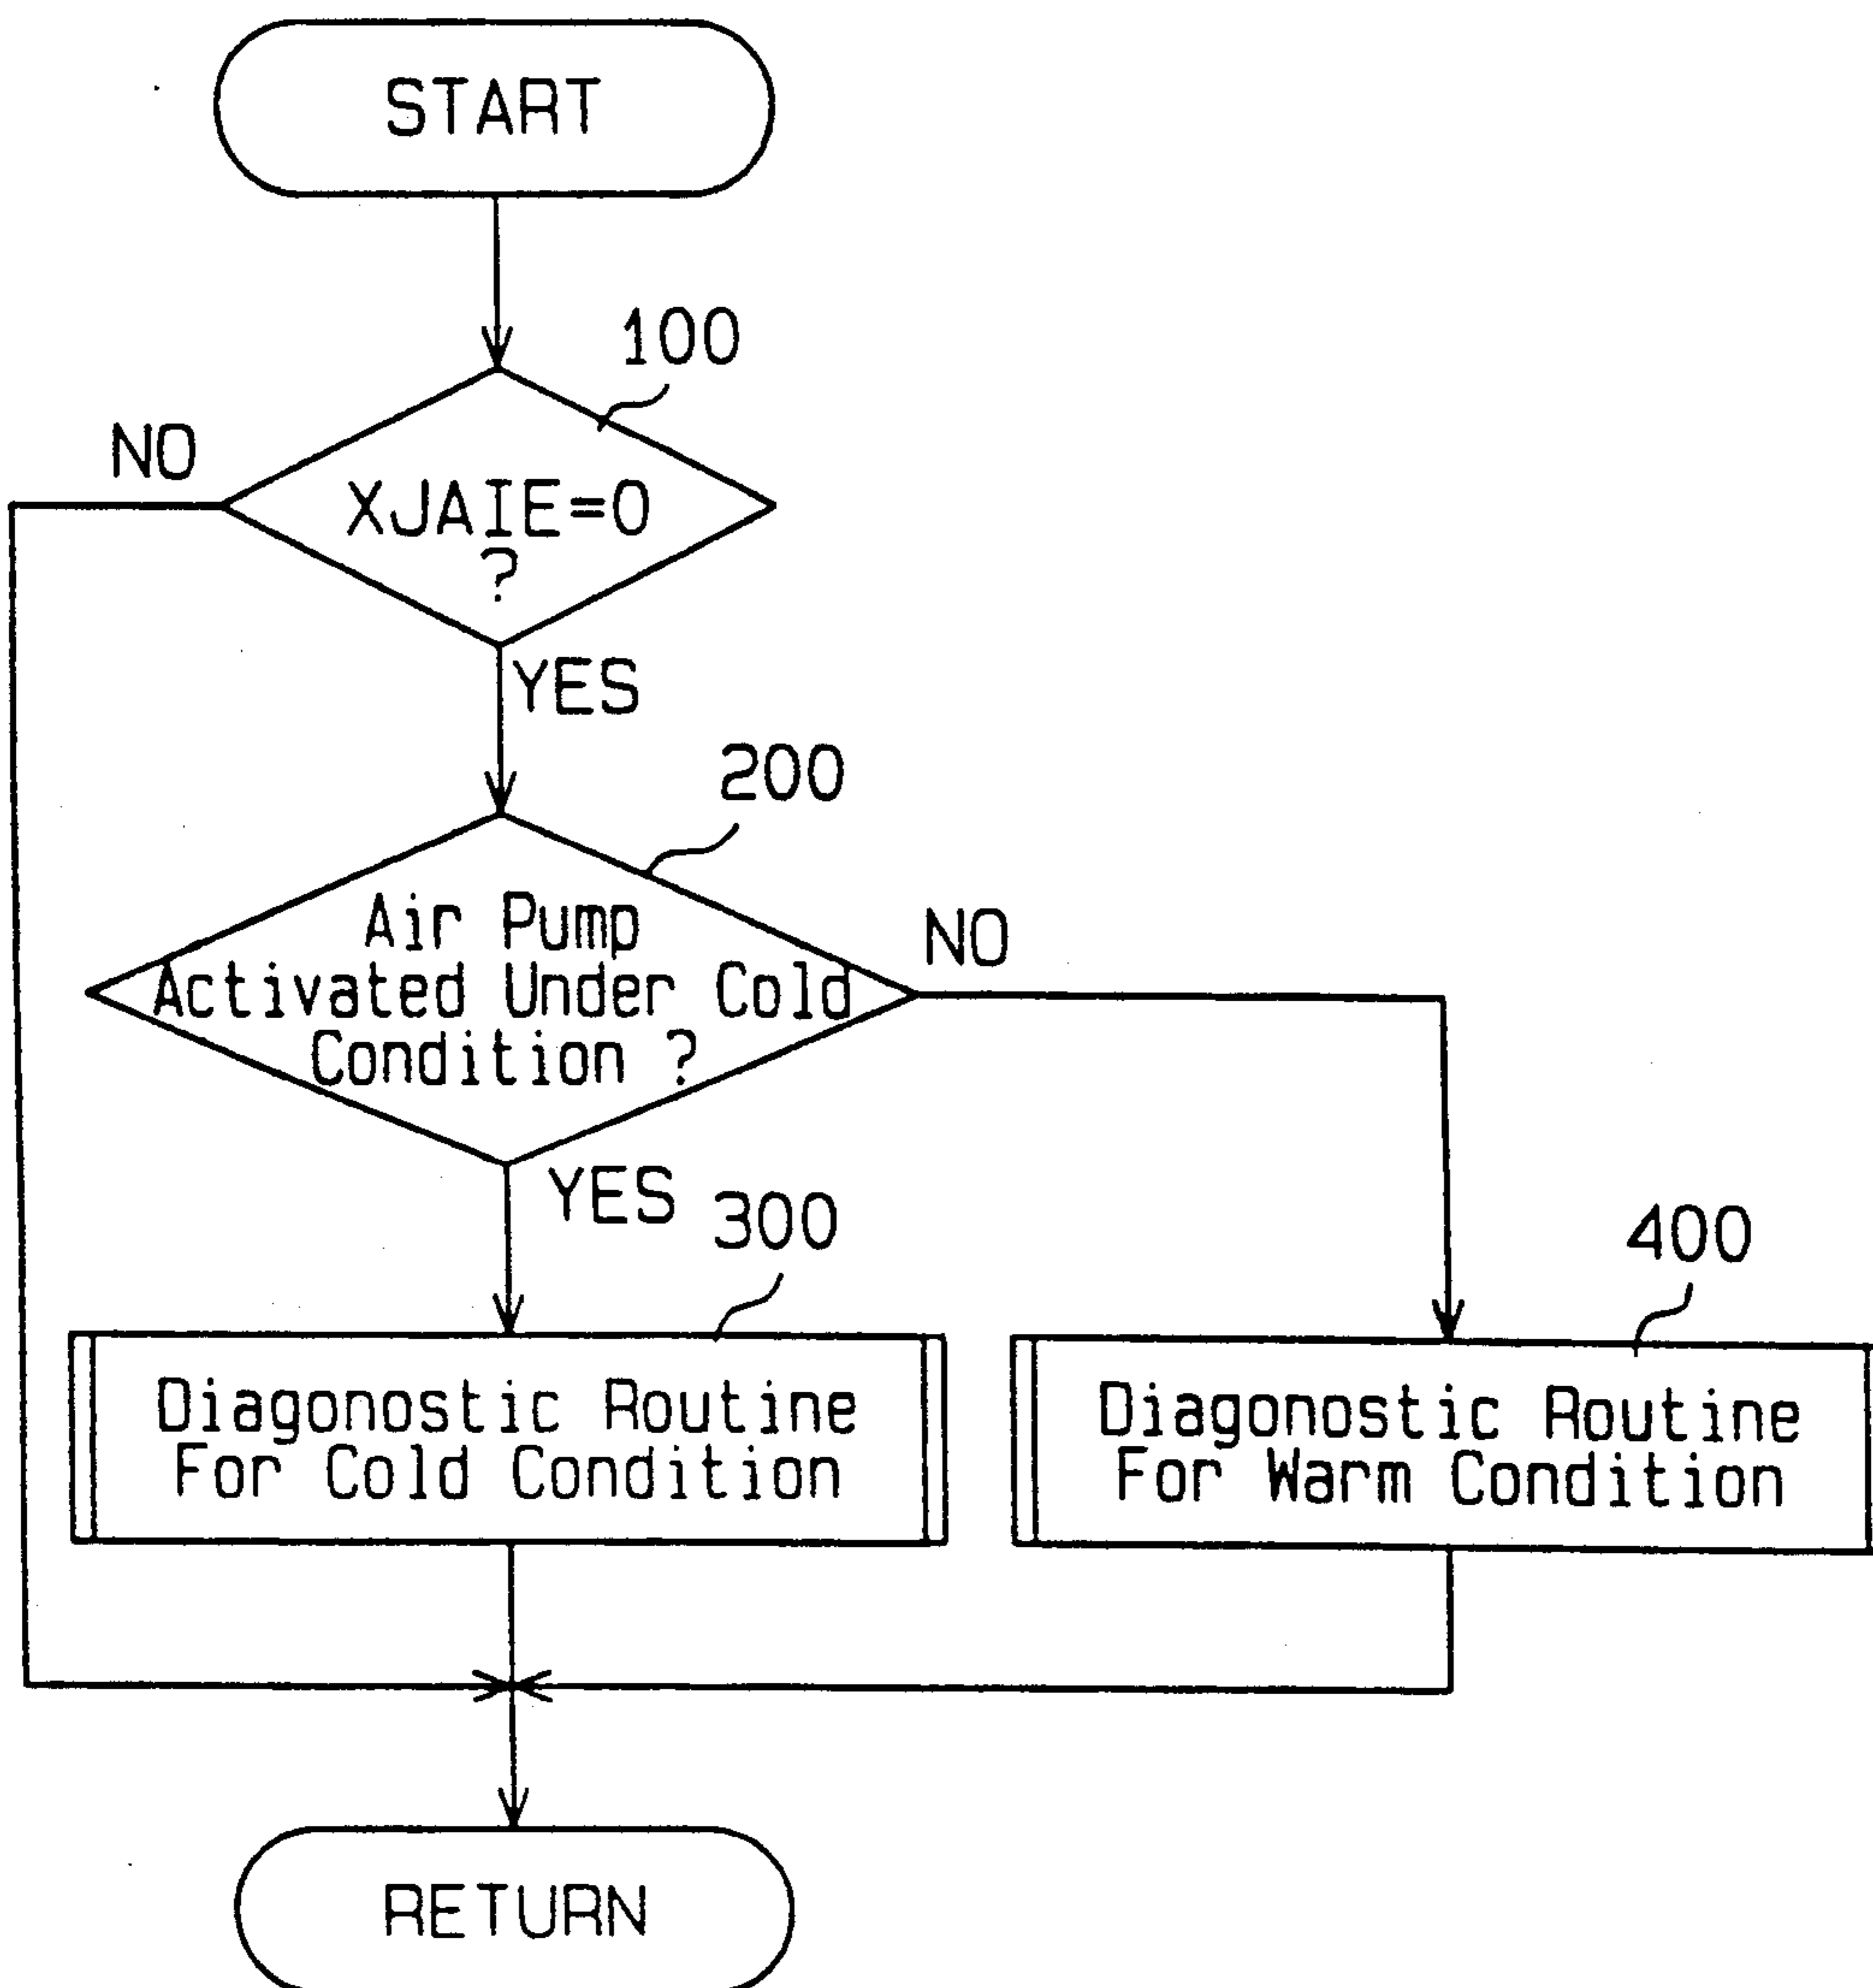 START
100
NO
XJAIE=0
?
YES
200
Air Pump
Activated Under Cold
Condition ?
NO
YES
300
400
Diagonostic Routine
For Cold Condition
Diagonostic Routine
For Warm Condition
RETURN